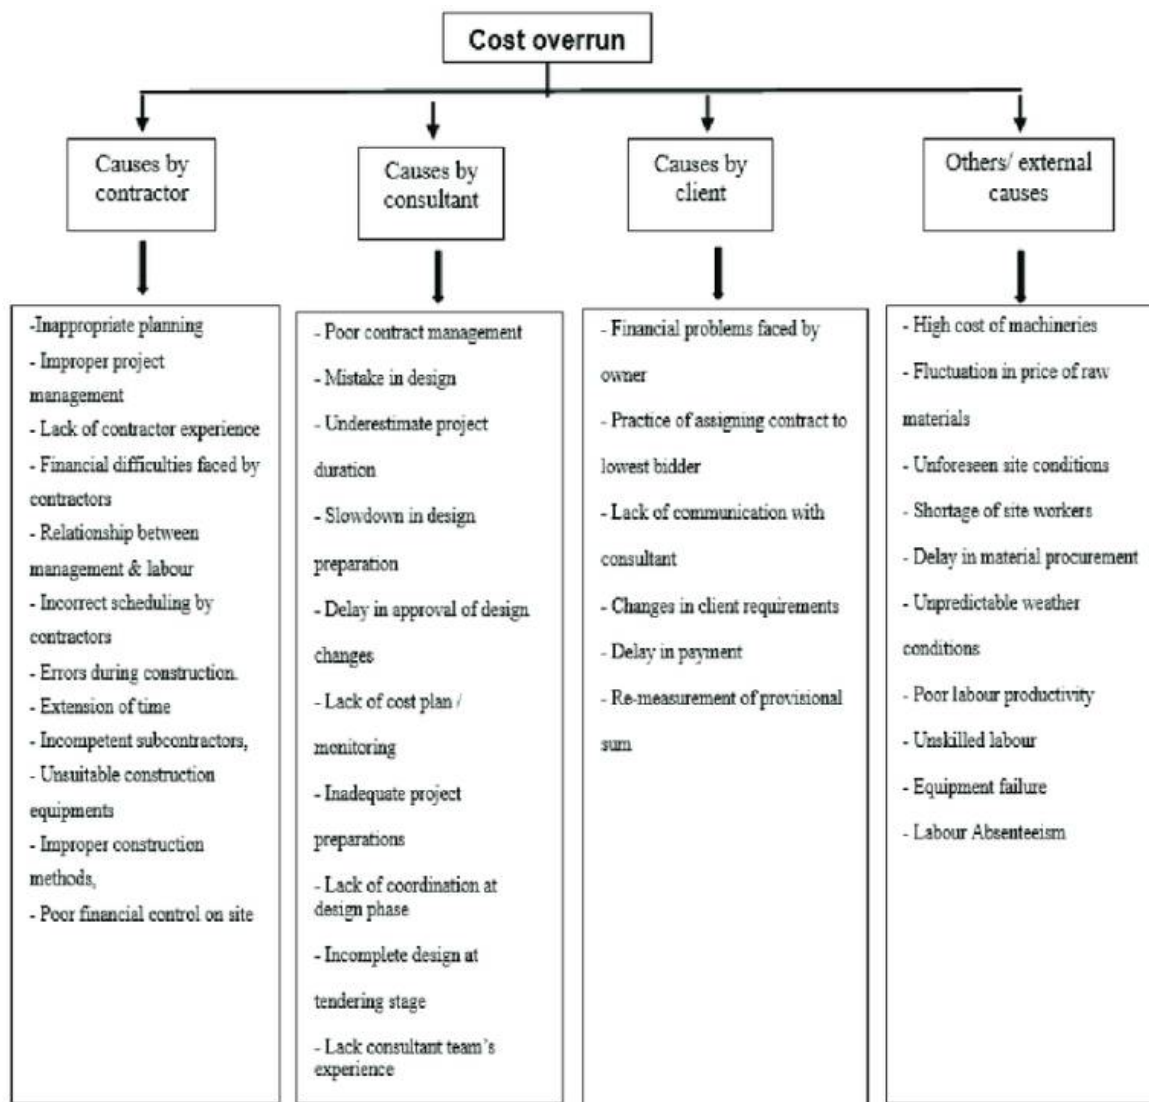 Cost overrun
Causes by
contractor
Causes by
consultant
Causes by
client
Others/ external
causes
-Inappropriate planning
- Improper project
management
- Lack of contractor experience
- Financial difficulties faced by
contractors
- Relationship between
management & labour
- Incorrect scheduling by
contractors
- Errors during construction.
- Extension of time
- Incompetent subcontractors,
- Unsuitable construction
equipments
- Improper construction
methods,
- Poor financial control on site
- Poor contract management
- Mistake in design
- Underestimate project
duration
- Slowdown in design
preparation
- Delay in approval of design
changes
- Lack of cost plan /
monitoring
- Inadequate project
preparations
- Lack of coordination at
design phase
- Incomplete design at
tendering stage
- Lack consultant team's
experience
- Financial problems faced by
owner
- Practice of assigning contract to
lowest bidder
- Lack of communication with
consultant
- Changes in client requirements
- Delay in payment
- Re-measurement of provisional
sum
- High cost of machineries
- Fluctuation in price of raw
materials
- Unforeseen site conditions
- Shortage of site workers
- Delay in material procurement
- Unpredictable weather
conditions
- Poor labour productivity
- Unskilled labour
- Equipment failure
- Labour Absenteeism